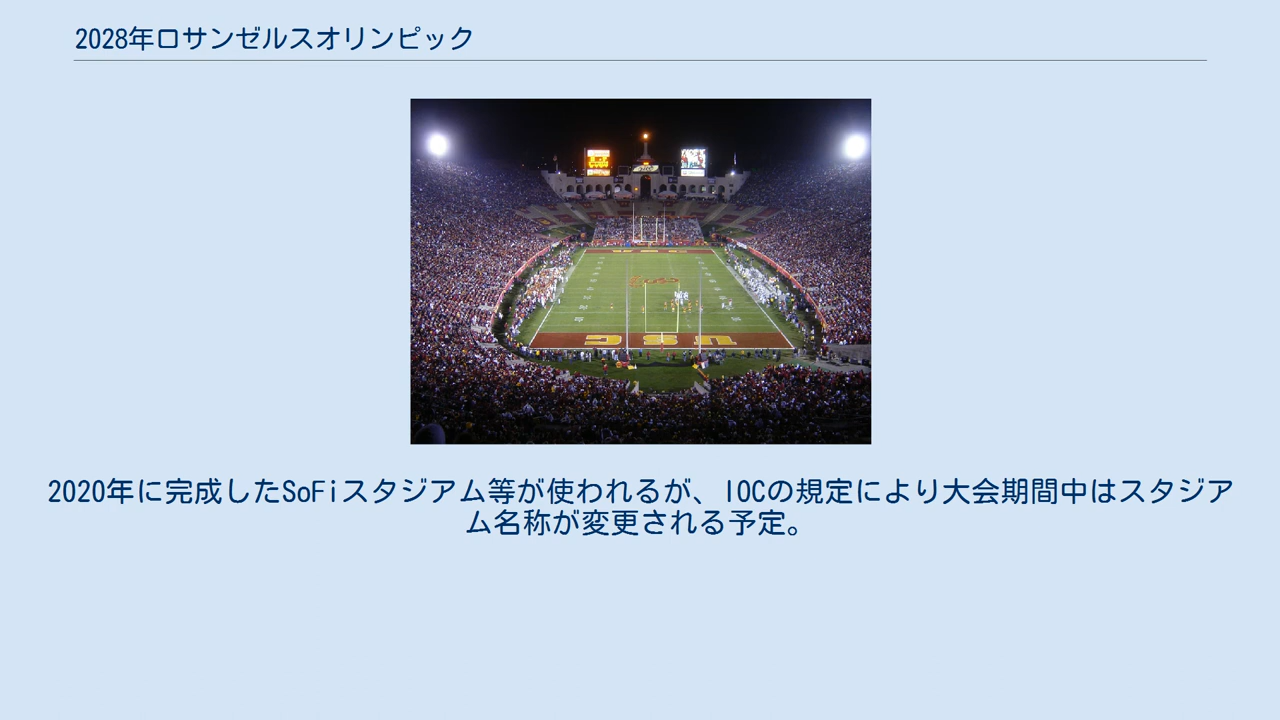 2028年ロサンゼルスオリンピック
USC
2020年に完成したSoFiスタジアム等が使われるが、IOCの規定により大会期間中はスタジア
ム名称が変更される予定。